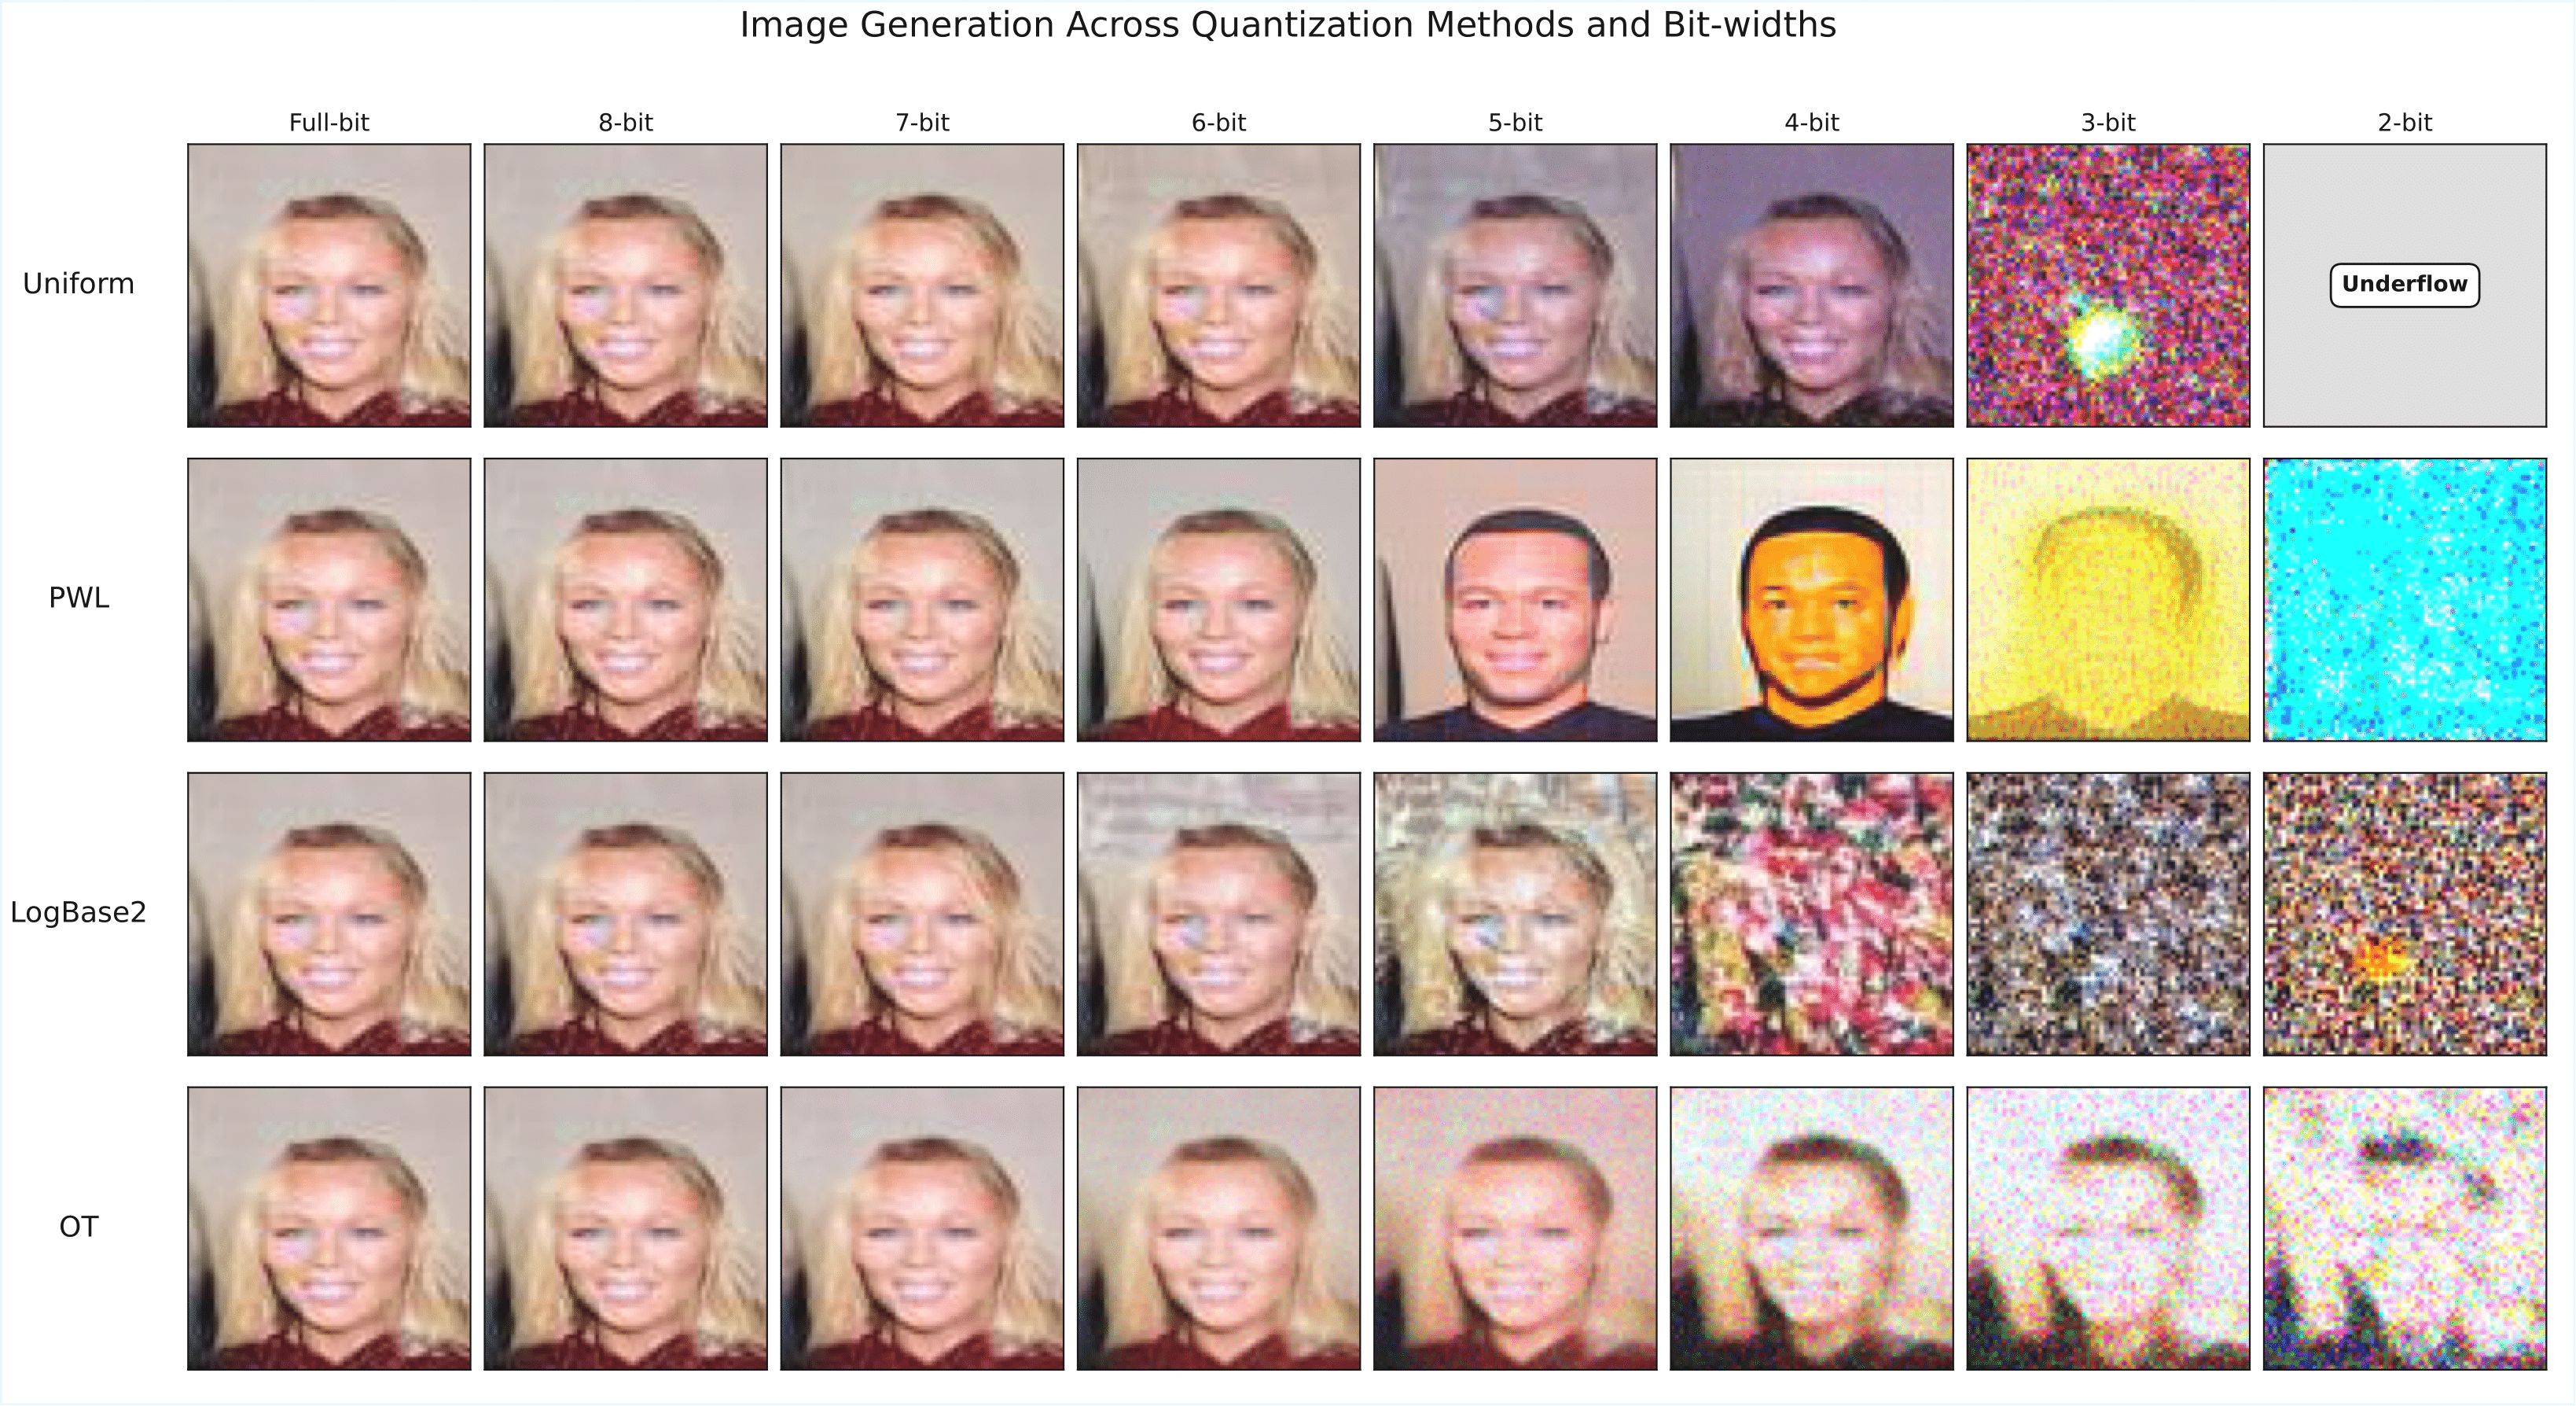 Image Generation Across Quantization Methods and Bit-widths
Full-bit 8-bit 7-bit 6-bit 5-bit 4-bit 3-bit 2-bit
Uniform
Underflow
PWL
LogBase2
OT